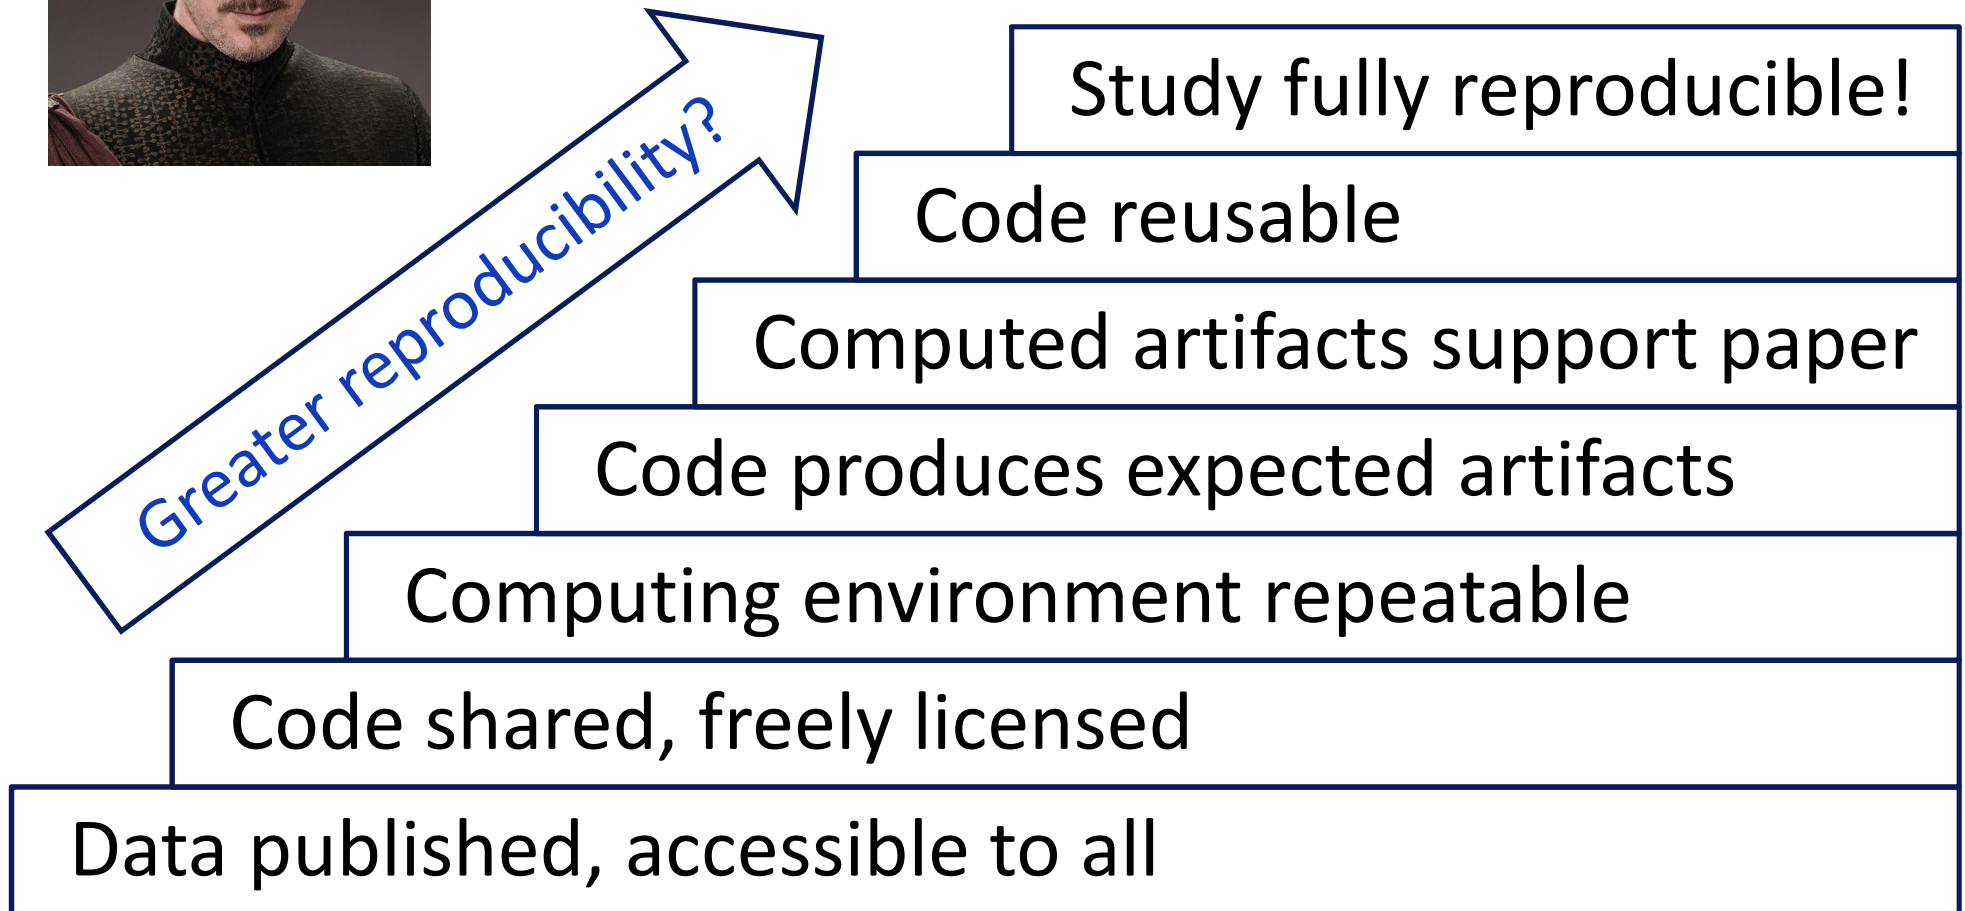 Greater reproducibility?
Study fully reproducible!
Code reusable
Computed artifacts support paper
Code produces expected artifacts
Computing environment repeatable
Code shared, freely licensed
Data published, accessible to all